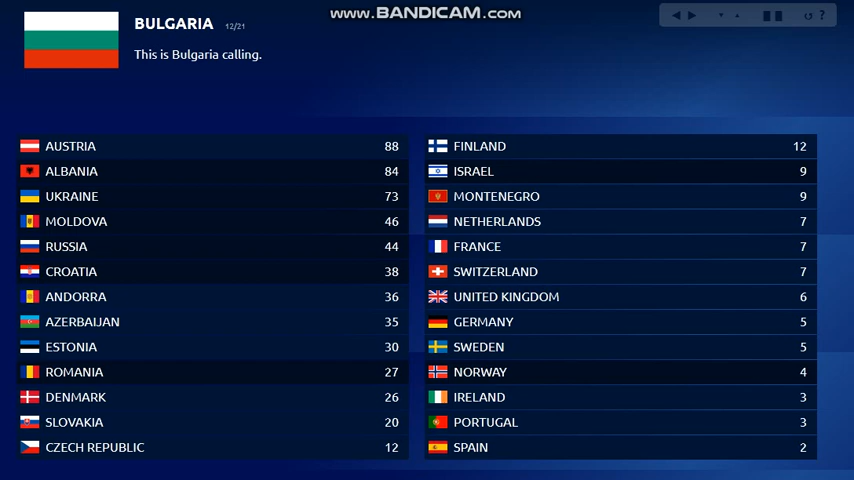 www.BANDICAM.com
BULGARIA 12/21
This is Bulgaria calling.
?
AUSTRIA 88
ALBANIA 84
UKRAINE 73
MOLDOVA 46
RUSSIA 44
CROATIA 38
ANDORRA 36
AZERBAIJAN 35
ESTONIA 30
ROMANIA 27
DENMARK 26
SLOVAKIA 20
CZECH REPUBLIC 12
FINLAND 12
ISRAEL 9
MONTENEGRO 9
NETHERLANDS 7
FRANCE 7
SWITZERLAND 7
UNITED KINGDOM 6
GERMANY 5
SWEDEN 5
NORWAY 4
IRELAND 3
PORTUGAL 3
SPAIN 2